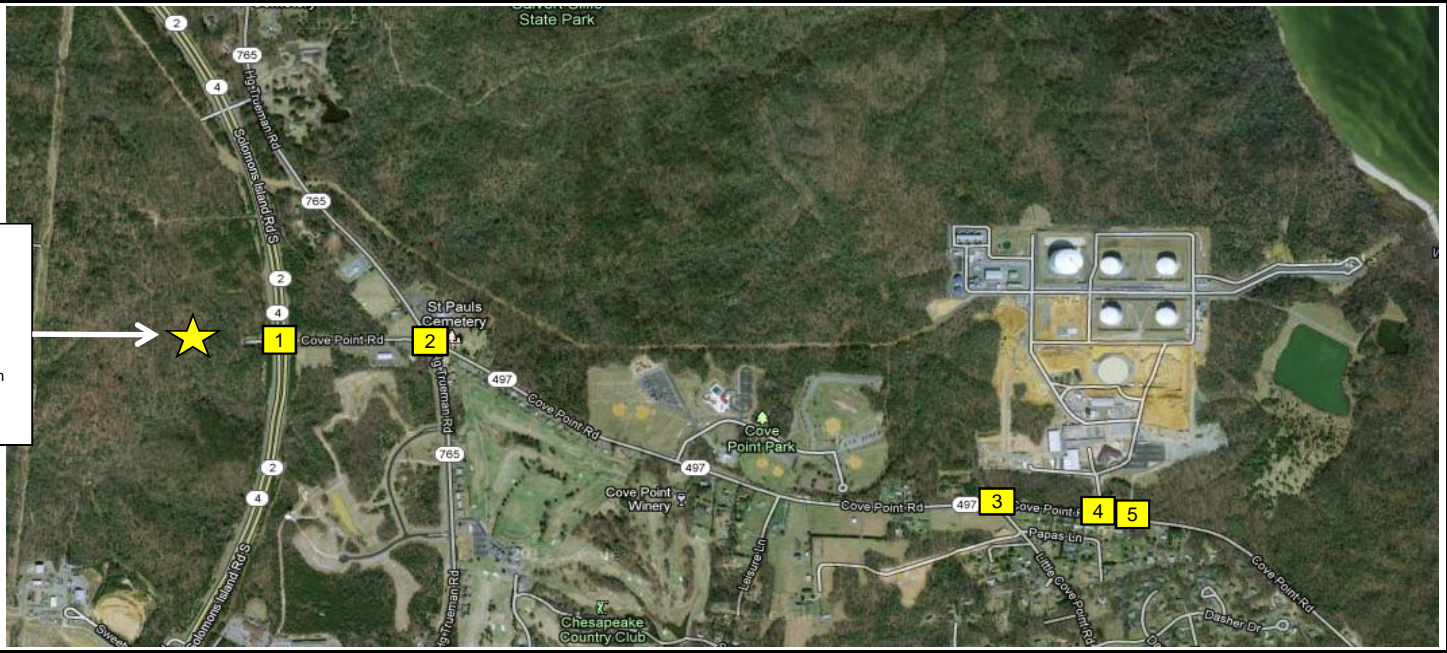 Calvert Cliffs
State Park
2
765
4
Hg Trueman Rd
Solomons Island Rd S
765
2
4
St Pauls
Cemetery
1
Cove Point Rd
2
n
497
Hg Trueman Rd
Cove Point Rd
Cove
Point Park
765
2
497
4
Cove Point
Winery
Cove Point Rd
497
3
Cove Point
4
5
Papas Ln
Leisure Ln
Little Cove Point Rd
Cove Point Rd
Solomons Island Rd S
Hg Trueman Rd
Chesapeake
Country Club
Dasher Dr
Sweet